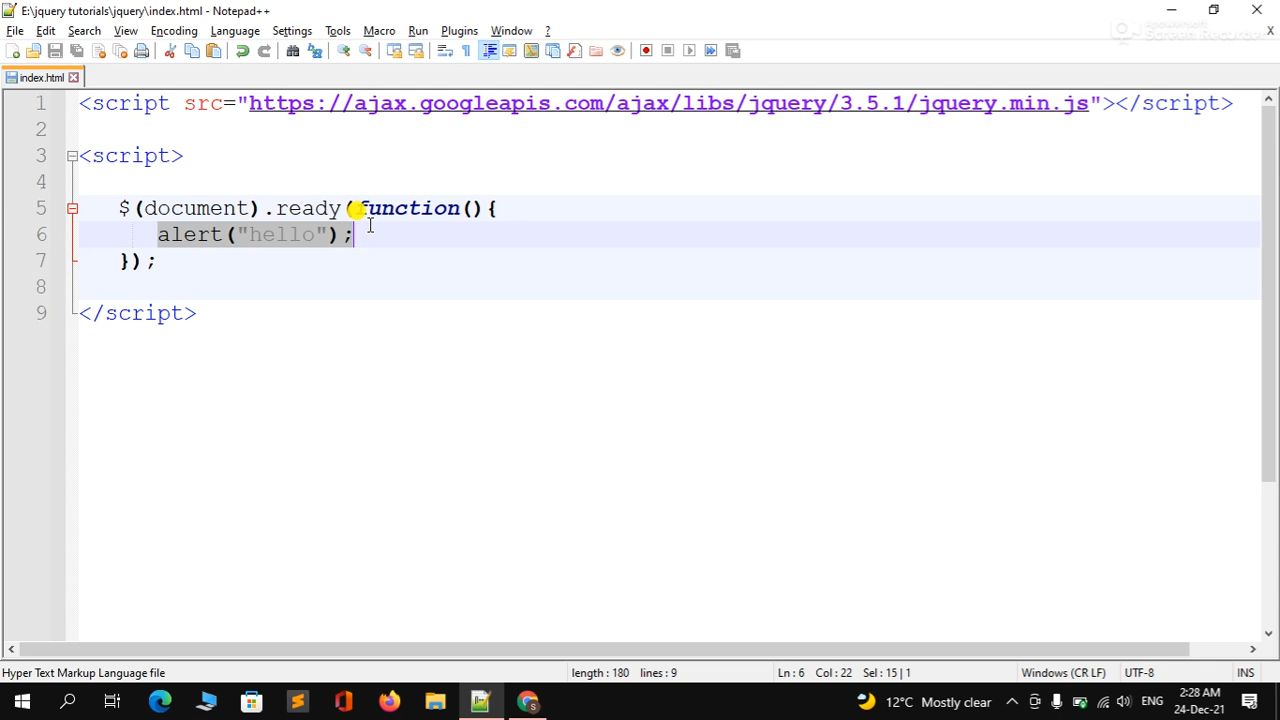 E:\jquery tutorials\jquery\index.html - Notepad++
File Edit Search View Encoding Language Settings Tools Macro Run Plugins Window ? X
Apowersoft
Screen Recorder
index.html
1 <script src="https://ajax.googleapis.com/ajax/libs/jquery/3.5.1/jquery.min.js"></script>
2
3 <script>
4
5 $(document).ready(function(){
6 alert("hello");
7 });
8
9 </script>
Hyper Text Markup Language file length : 180 lines : 9 Ln : 6 Col : 22 Sel : 15 | 1 Windows (CR LF) UTF-8 INS
12°C Mostly clear ENG 2:28 AM
24-Dec-21